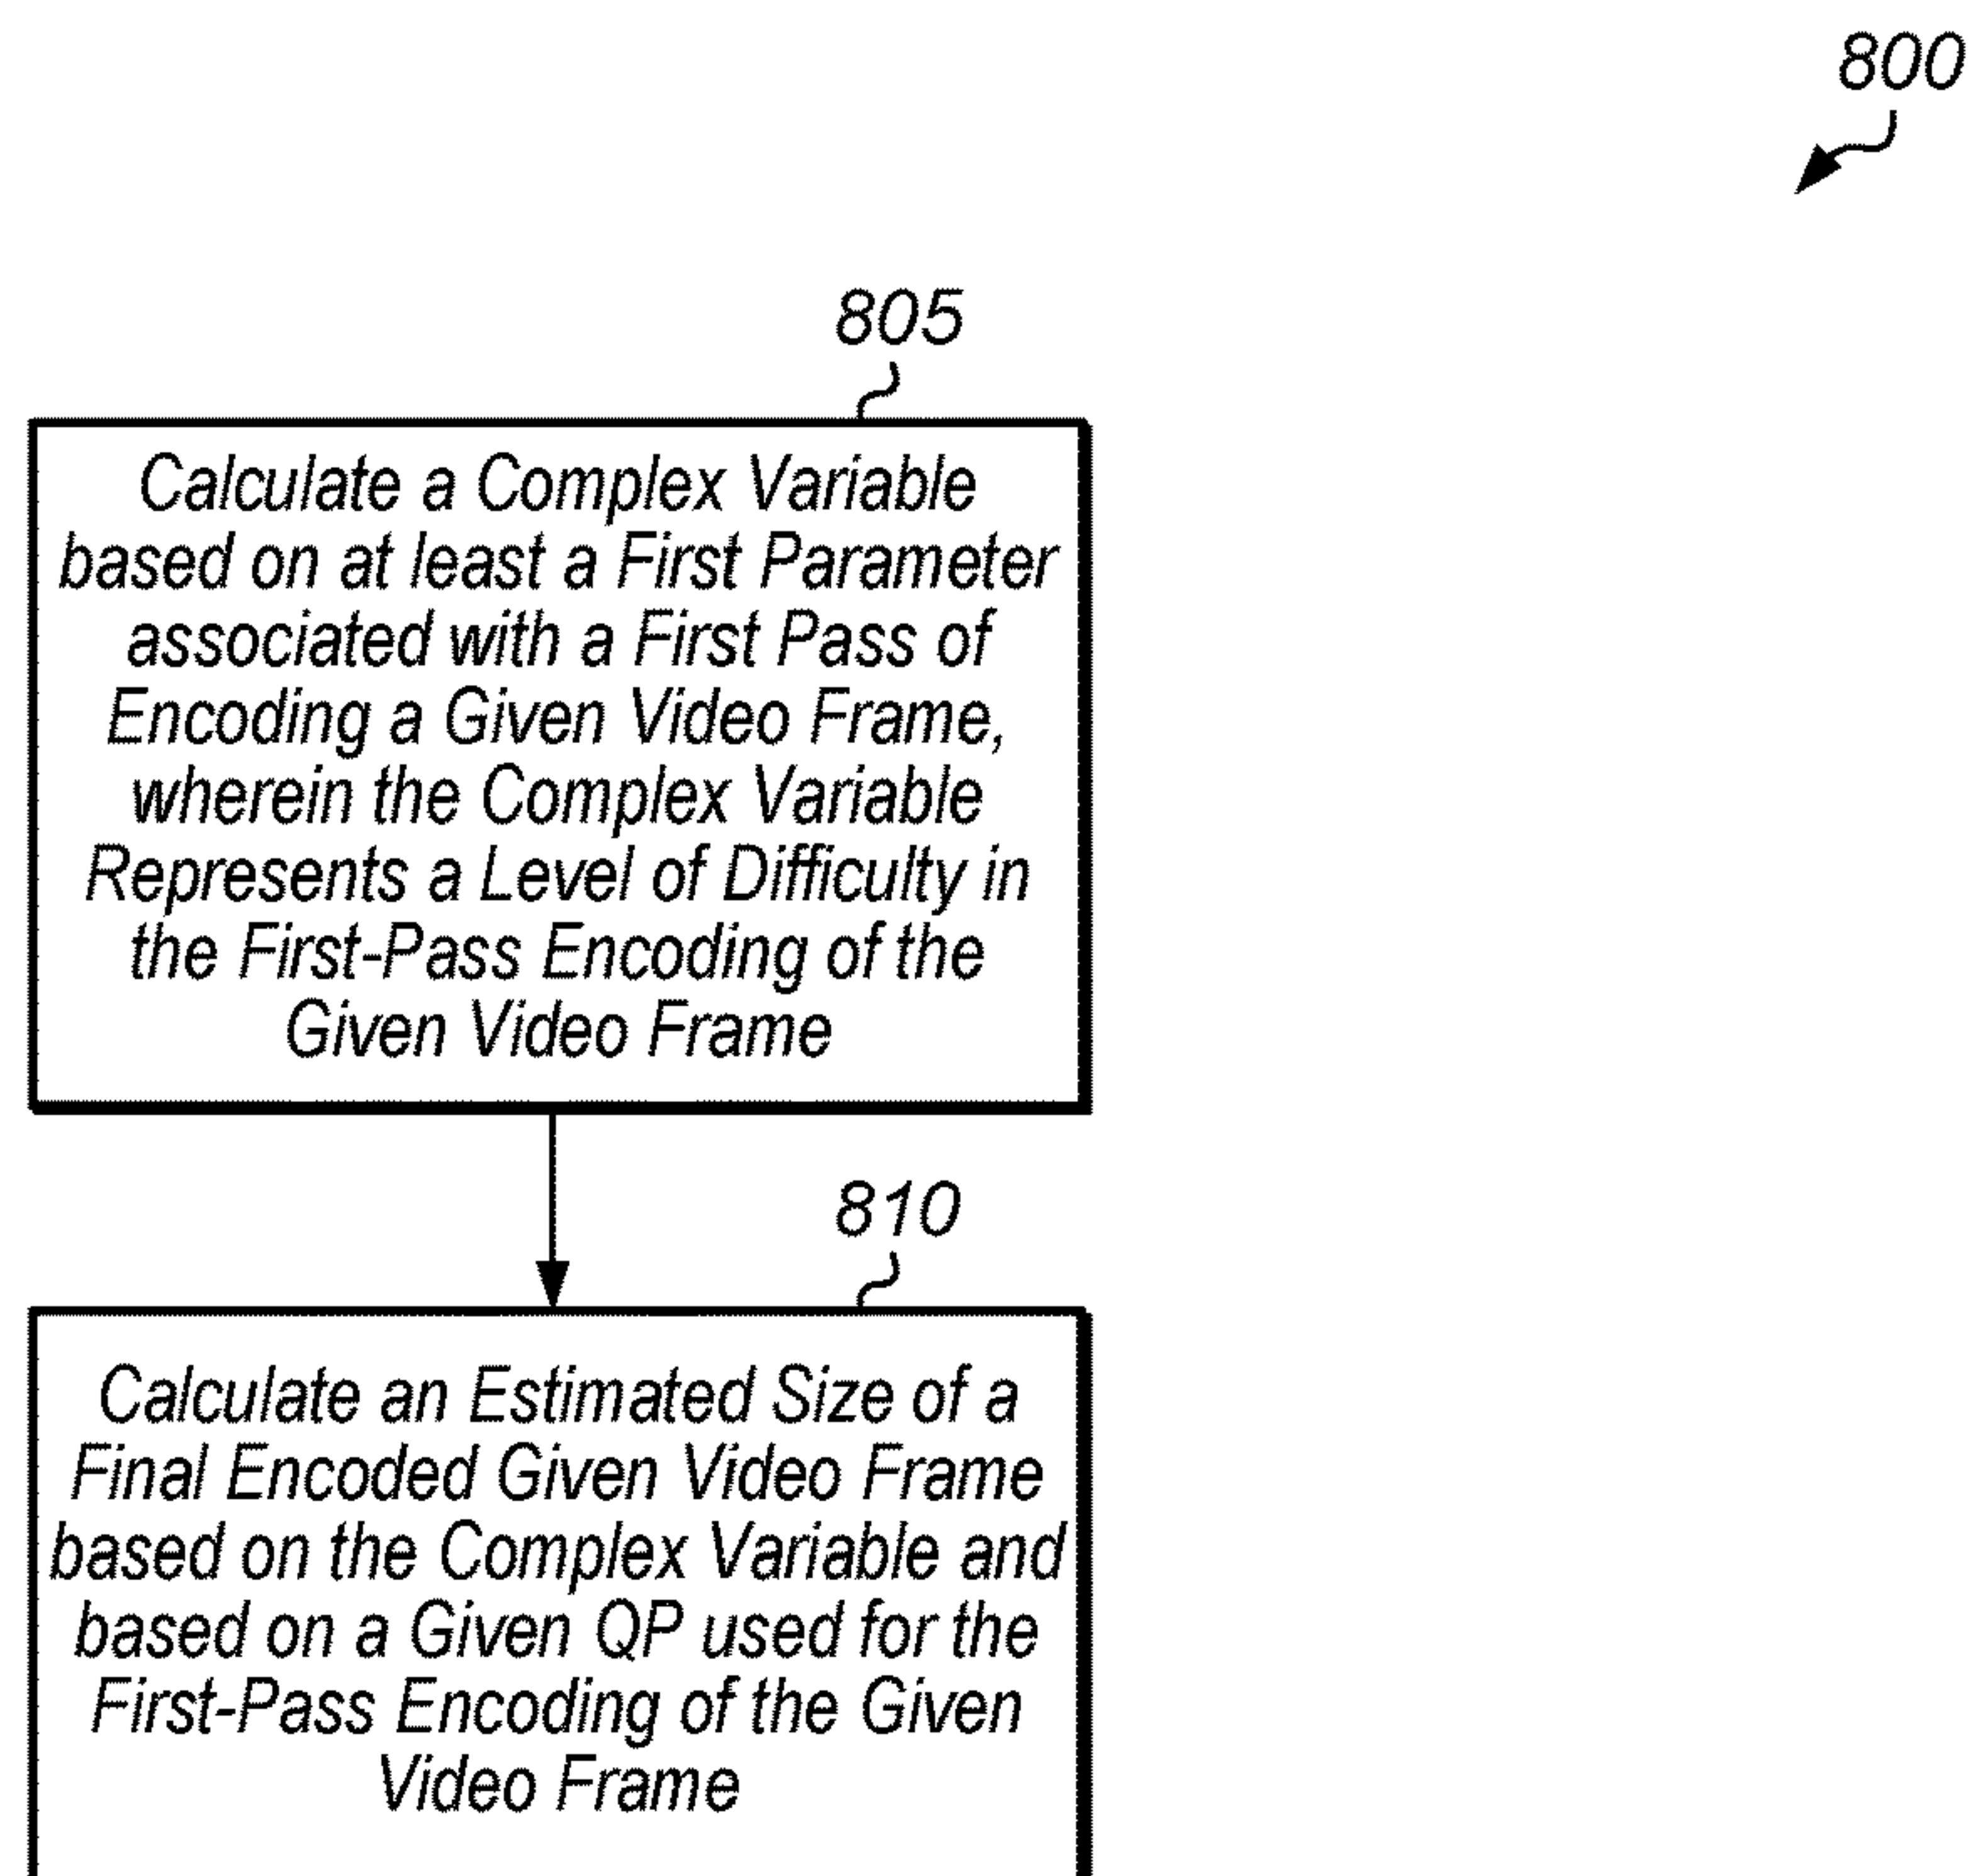 800
805
Calculate a Complex Variable
based on at least a First Parameter
associated with a First Pass of
Encoding a Given Video Frame,
wherein the Complex Variable
Represents a Level of Difficulty in
the First-Pass Encoding of the
Given Video Frame
810
Calculate an Estimated Size of a
Final Encoded Given Video Frame
based on the Complex Variable and
based on a Given QP used for the
First-Pass Encoding of the Given
Video Frame